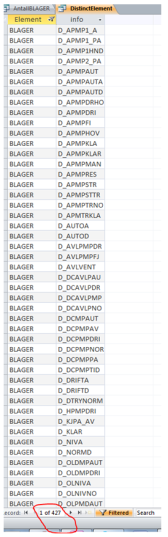 AntallBLAGER DistinctElement
Element info
BLAGER D_APMP1_A
BLAGER D_APMP1_PA
BLAGER D_APMP1HND
BLAGER D_APMP2_PA
BLAGER D_APMPAUT
BLAGER D_APMPAUTA
BLAGER D_APMPAUTD
BLAGER D_APMPDRHO
BLAGER D_APMPDRI
BLAGER D_APMPFI
BLAGER D_APMPHOV
BLAGER D_APMPKLA
BLAGER D_APMPKLAR
BLAGER D_APMPMAN
BLAGER D_APMPRES
BLAGER D_APMPSTR
BLAGER D_APMPSTTR
BLAGER D_APMPTRNO
BLAGER D_APMTRKLA
BLAGER D_AUTOA
BLAGER D_AUTOD
BLAGER D_AVLPMPDR
BLAGER D_AVLPMPFJ
BLAGER D_AVLVENT
BLAGER D_DCAVLPAU
BLAGER D_DCAVLPDR
BLAGER D_DCAVLPMP
BLAGER D_DCAVLPNO
BLAGER D_DCMPAUT
BLAGER D_DCPMPAV
BLAGER D_DCPMPDRI
BLAGER D_DCPMPNOR
BLAGER D_DCPMPPA
BLAGER D_DCPMPTID
BLAGER D_DRIFTA
BLAGER D_DRIFTD
BLAGER D_DTRYNORM
BLAGER D_HPMPDRI
BLAGER D_KJPA_AV
BLAGER D_KLAR
BLAGER D_NIVA
BLAGER D_NORMD
BLAGER D_OLDMPAUT
BLAGER D_OLDMPDRI
BLAGER D_OLNIVA
BLAGER D_OLNIVNO
BLAGER D_OLPMDAUT
ecord: 1 of 427 Filtered Search